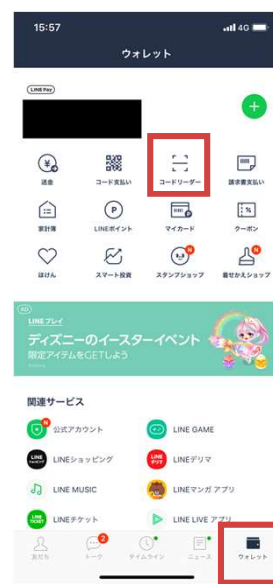 15:57
4G
ウォレット
LINE Pay
送金
コード支払い
コードリーダー
請求書支払い
家計簿
LINEポイント
マイカード
クーポン
ほけん
スマート投資
スタンプショップ
着せかえショップ
AD
LINE プレイ
ディズニーのイースターイベント
限定アイテムをGETしよう
関連サービス
公式アカウント
LINE GAME
LINEショッピング
LINEデリマ
LINE MUSIC
LINEマンガ アプリ
LINEチケット
LINE LIVE アプリ
友だち
トーク
2
タイムライン
ニュース
ウォレット